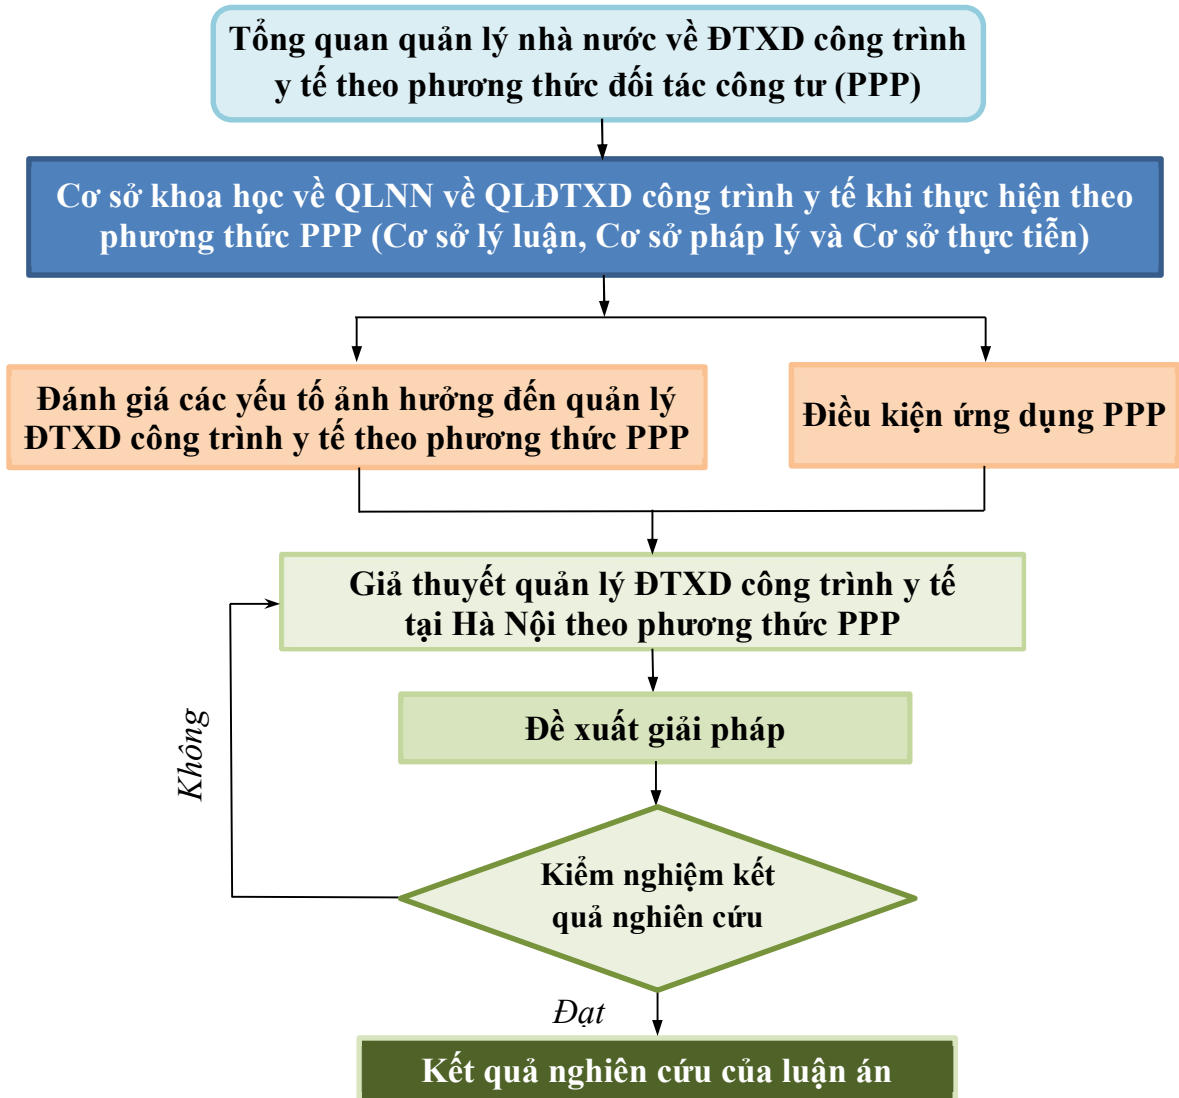 Tổng quan quản lý nhà nước về ĐTXD công trình
y tế theo phương thức đối tác công tư (PPP)
Cơ sở khoa học về QLNN về QLĐTXD công trình y tế khi thực hiện theo
phương thức PPP (Cơ sở lý luận, Cơ sở pháp lý và Cơ sở thực tiễn)
Đánh giá các yếu tố ảnh hưởng đến quản lý
ĐTXD công trình y tế theo phương thức PPP
Điều kiện ứng dụng PPP
Giả thuyết quản lý ĐTXD công trình y tế
tại Hà Nội theo phương thức PPP
Đề xuất giải pháp
Không
Kiểm nghiệm kết
quả nghiên cứu
Đạt
Kết quả nghiên cứu của luận án